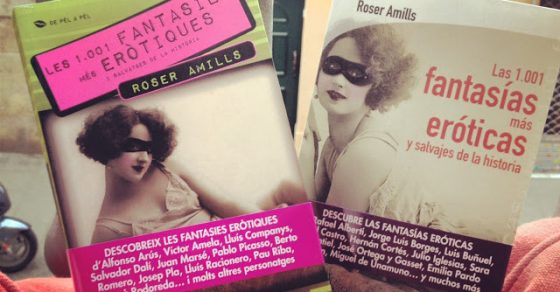 DE PÈL A PÈL
LES 1.001 FANTASIES
MÉS ERÒTIQUES
I SALVATGES DE LA HISTÒRIA
ROSER AMILLS
DESCOBREIX LES FANTASIES ERÒTIQUES
d'Alfonso Arús, Víctor Amela, Lluís Companys,
Salvador Dalí, Juan Marsé, Pablo Picasso, Berto
Romero, Josep Pla, Lluís Racionero, Pau Riba,
Rodoreda... i molts altres personatges
Roser Amills
Las 1.001
fantasías
más
eróticas
y salvajes de la historia
DESCUBRE LAS FANTASÍAS ERÓTICAS
Rafael Alberti, Jorge Luis Borges, Luis Buñuel,
Castro, Hernán Cortés, Julio Iglesias, Sara
José Ortega y Gasset, Emilia Pardo
Miguel de Unamuno... y muchos más